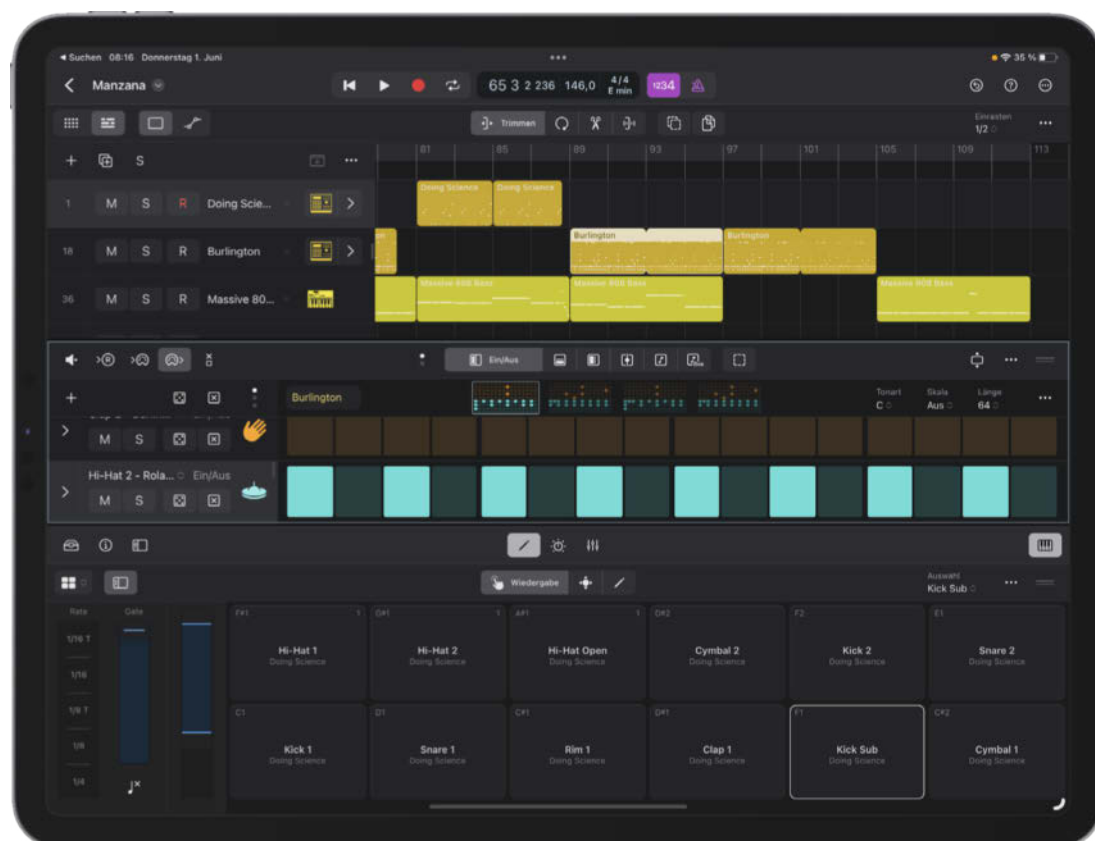 ◀ Suchen 08:16 Donnerstag 1. Juni
35 %
Manzana
65 3 2 236 146,0 4/4 E min 1234
Trimmen
Einrasten
1/2
S
81 85 89 93 97 101 105 109 113
1 M S R Doing Scie...
Doing Science Doing Science
18 M S R Burlington
Burlington Burlington
36 M S R Massive 80...
Massive 808 Bass Massive 808 Bass Massive 808 Bass
Ein/Aus
Burlington
Tonart Skala Länge
C Aus 64
M S
Hi-Hat 2 - Rola... Ein/Aus
M S
Wiedergabe
Auswahl
Kick Sub
Rate Gate
1/16 T
1/16
1/8 T
1/8
1/4
F#1 1 G#1 1 A#1 1 D#2 F2 E1
Hi-Hat 1 Hi-Hat 2 Hi-Hat Open Cymbal 2 Kick 2 Snare 2
Doing Science Doing Science Doing Science Doing Science Doing Science Doing Science
C1 D1 C#1 D#1 F1 C#2
Kick 1 Snare 1 Rim 1 Clap 1 Kick Sub Cymbal 1
Doing Science Doing Science Doing Science Doing Science Doing Science Doing Science